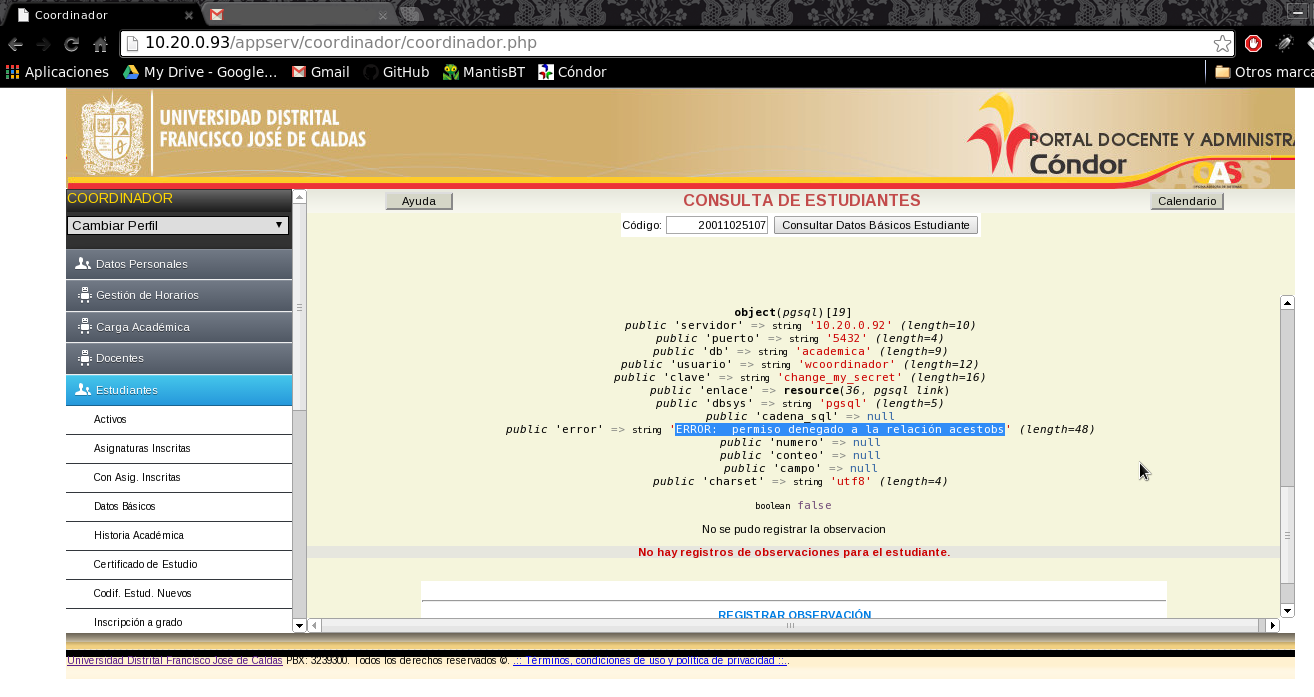 Coordinador
10.20.0.93/appserv/coordinador/coordinador.php
Aplicaciones My Drive - Google... Gmail GitHub MantisBT Cóndor Otros marca
UNIVERSIDAD DISTRITAL
FRANCISCO JOSÉ DE CALDAS
PORTAL DOCENTE Y ADMINISTRA
Cóndor
OAS
COORDINADOR
Cambiar Perfil
Datos Personales
Gestión de Horarios
Carga Académica
Docentes
Estudiantes
Activos
Asignaturas Inscritas
Con Asig. Inscritas
Datos Básicos
Historia Académica
Certificado de Estudio
Codif. Estud. Nuevos
Inscripción a grado
Ayuda CONSULTA DE ESTUDIANTES Calendario
Código: 20011025107 Consultar Datos Básicos Estudiante
object(pgsql)[19]
public 'servidor' => string '10.20.0.92' (length=10)
public 'puerto' => string '5432' (length=4)
public 'db' => string 'academica' (length=9)
public 'usuario' => string 'wcoordinador' (length=12)
public 'clave' => string 'change_my_secret' (length=16)
public 'enlace' => resource(36, pgsql link)
public 'dbsys' => string 'pgsql' (length=5)
public 'cadena_sql' => null
public 'error' => string 'ERROR:  permiso denegado a la relación acestobs' (length=48)
public 'numero' => null
public 'conteo' => null
public 'campo' => null
public 'charset' => string 'utf8' (length=4)
boolean false
No se pudo registrar la observacion
No hay registros de observaciones para el estudiante.
REGISTRAR OBSERVACIÓN
Universidad Distrital Francisco José de Caldas PBX: 3239300. Todos los derechos reservados ©. .:: Términos, condiciones de uso y política de privacidad ::..